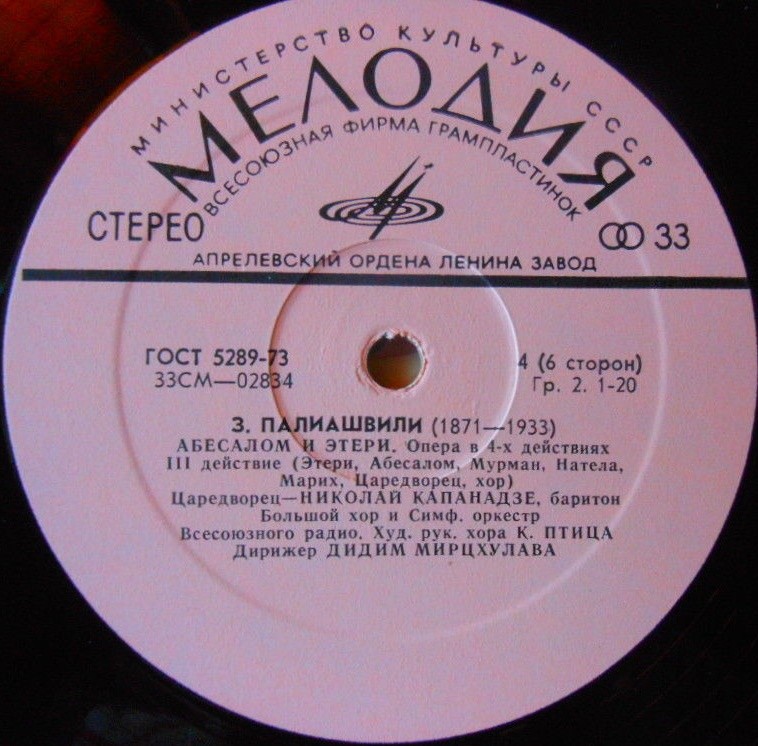 МИНИСТЕРСТВО КУЛЬТУРЫ СССР
МЕЛОДИЯ
ВСЕСОЮЗНАЯ ФИРМА ГРАМПЛАСТИНОК
СТЕРЕО
33
АПРЕЛЕВСКИЙ ОРДЕНА ЛЕНИНА ЗАВОД
ГОСТ 5289-73
4 (6 сторон)
33СМ—02834
Гр. 2. 1-20
З. ПАЛИАШВИЛИ (1871—1933)
АБЕСАЛОМ И ЭТЕРИ. Опера в 4-х действиях
III действие (Этери, Абесалом, Мурман, Натела,
Марих, Царедворец, хор)
Царедворец—НИКОЛАЙ КАПАНАДЗЕ, баритон
Большой хор и Симф. оркестр
Всесоюзного радио. Худ. рук. хора К. ПТИЦА
Дирижер ДИДИМ МИРЦХУЛАВА